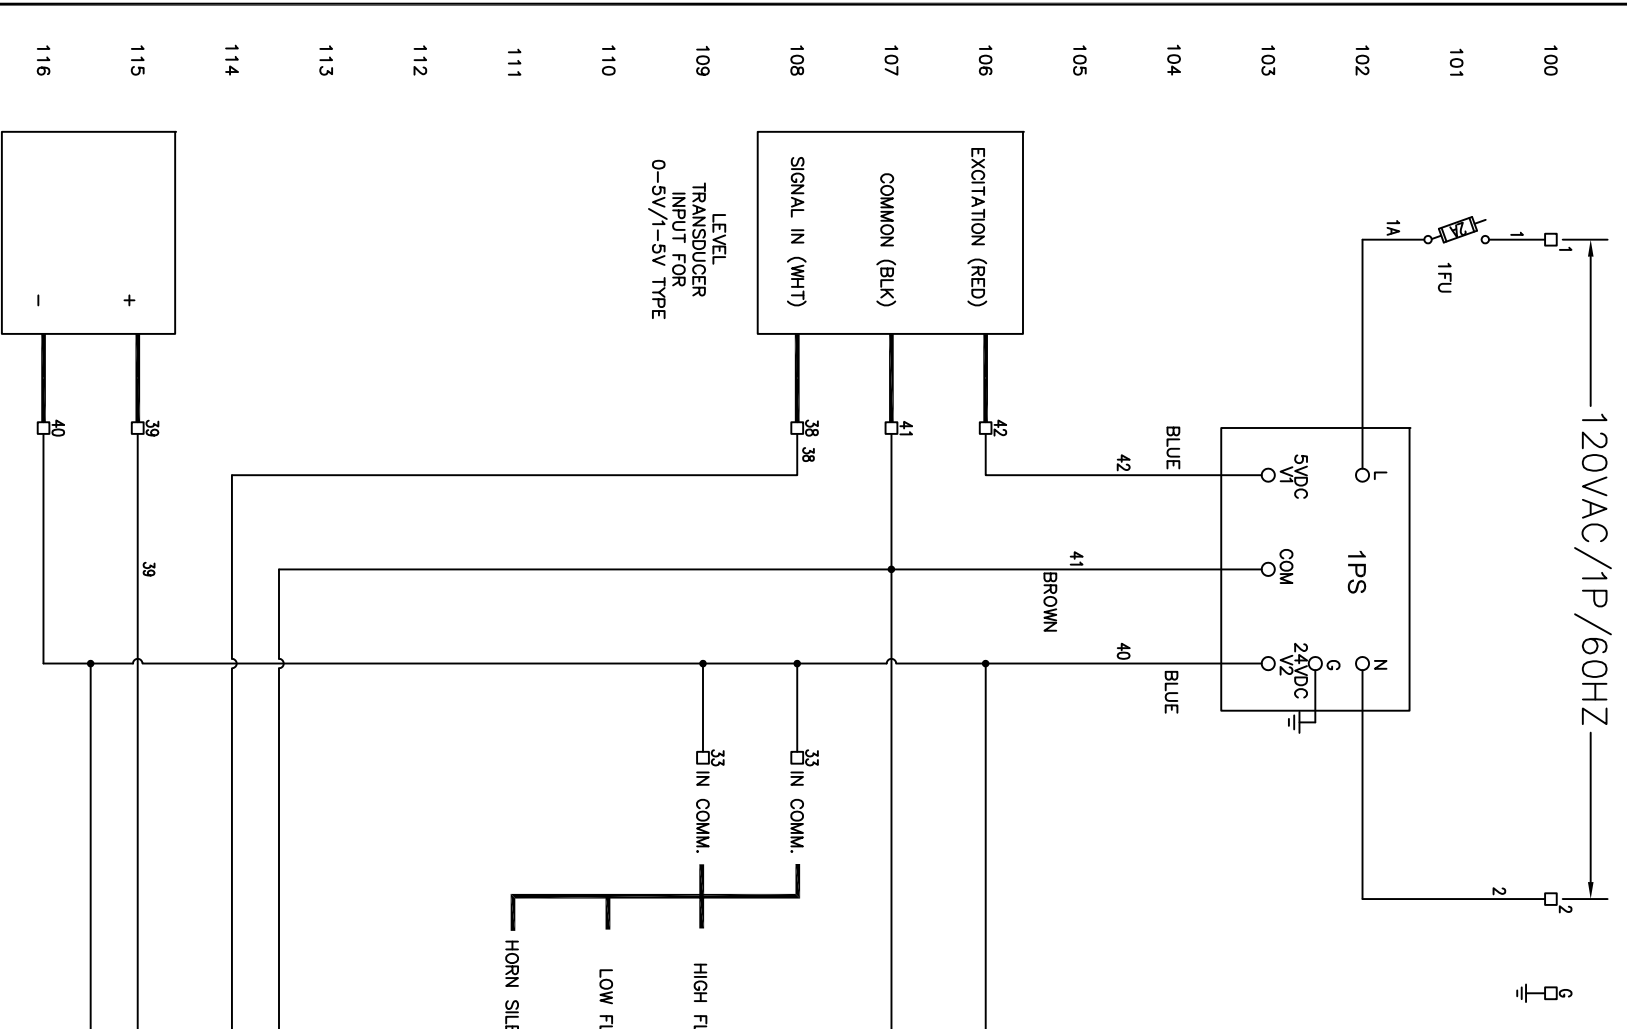 100
101
102
103
104
105
106
107
108
109
110
111
112
113
114
115
116
120VAC/1P/60HZ
1
1
2A
1FU
1A
2
2
G
L
1PS
N
G
5VDC
V1
COM
24VDC
V2
BLUE
42
41
BROWN
40
BLUE
EXCITATION (RED)
42
COMMON (BLK)
41
SIGNAL IN (WHT)
38
38
33
IN COMM.
33
IN COMM.
LEVEL
TRANSDUCER
INPUT FOR
0-5V/1-5V TYPE
HIGH FL
LOW FL
HORN SILE
+
39
39
-
40